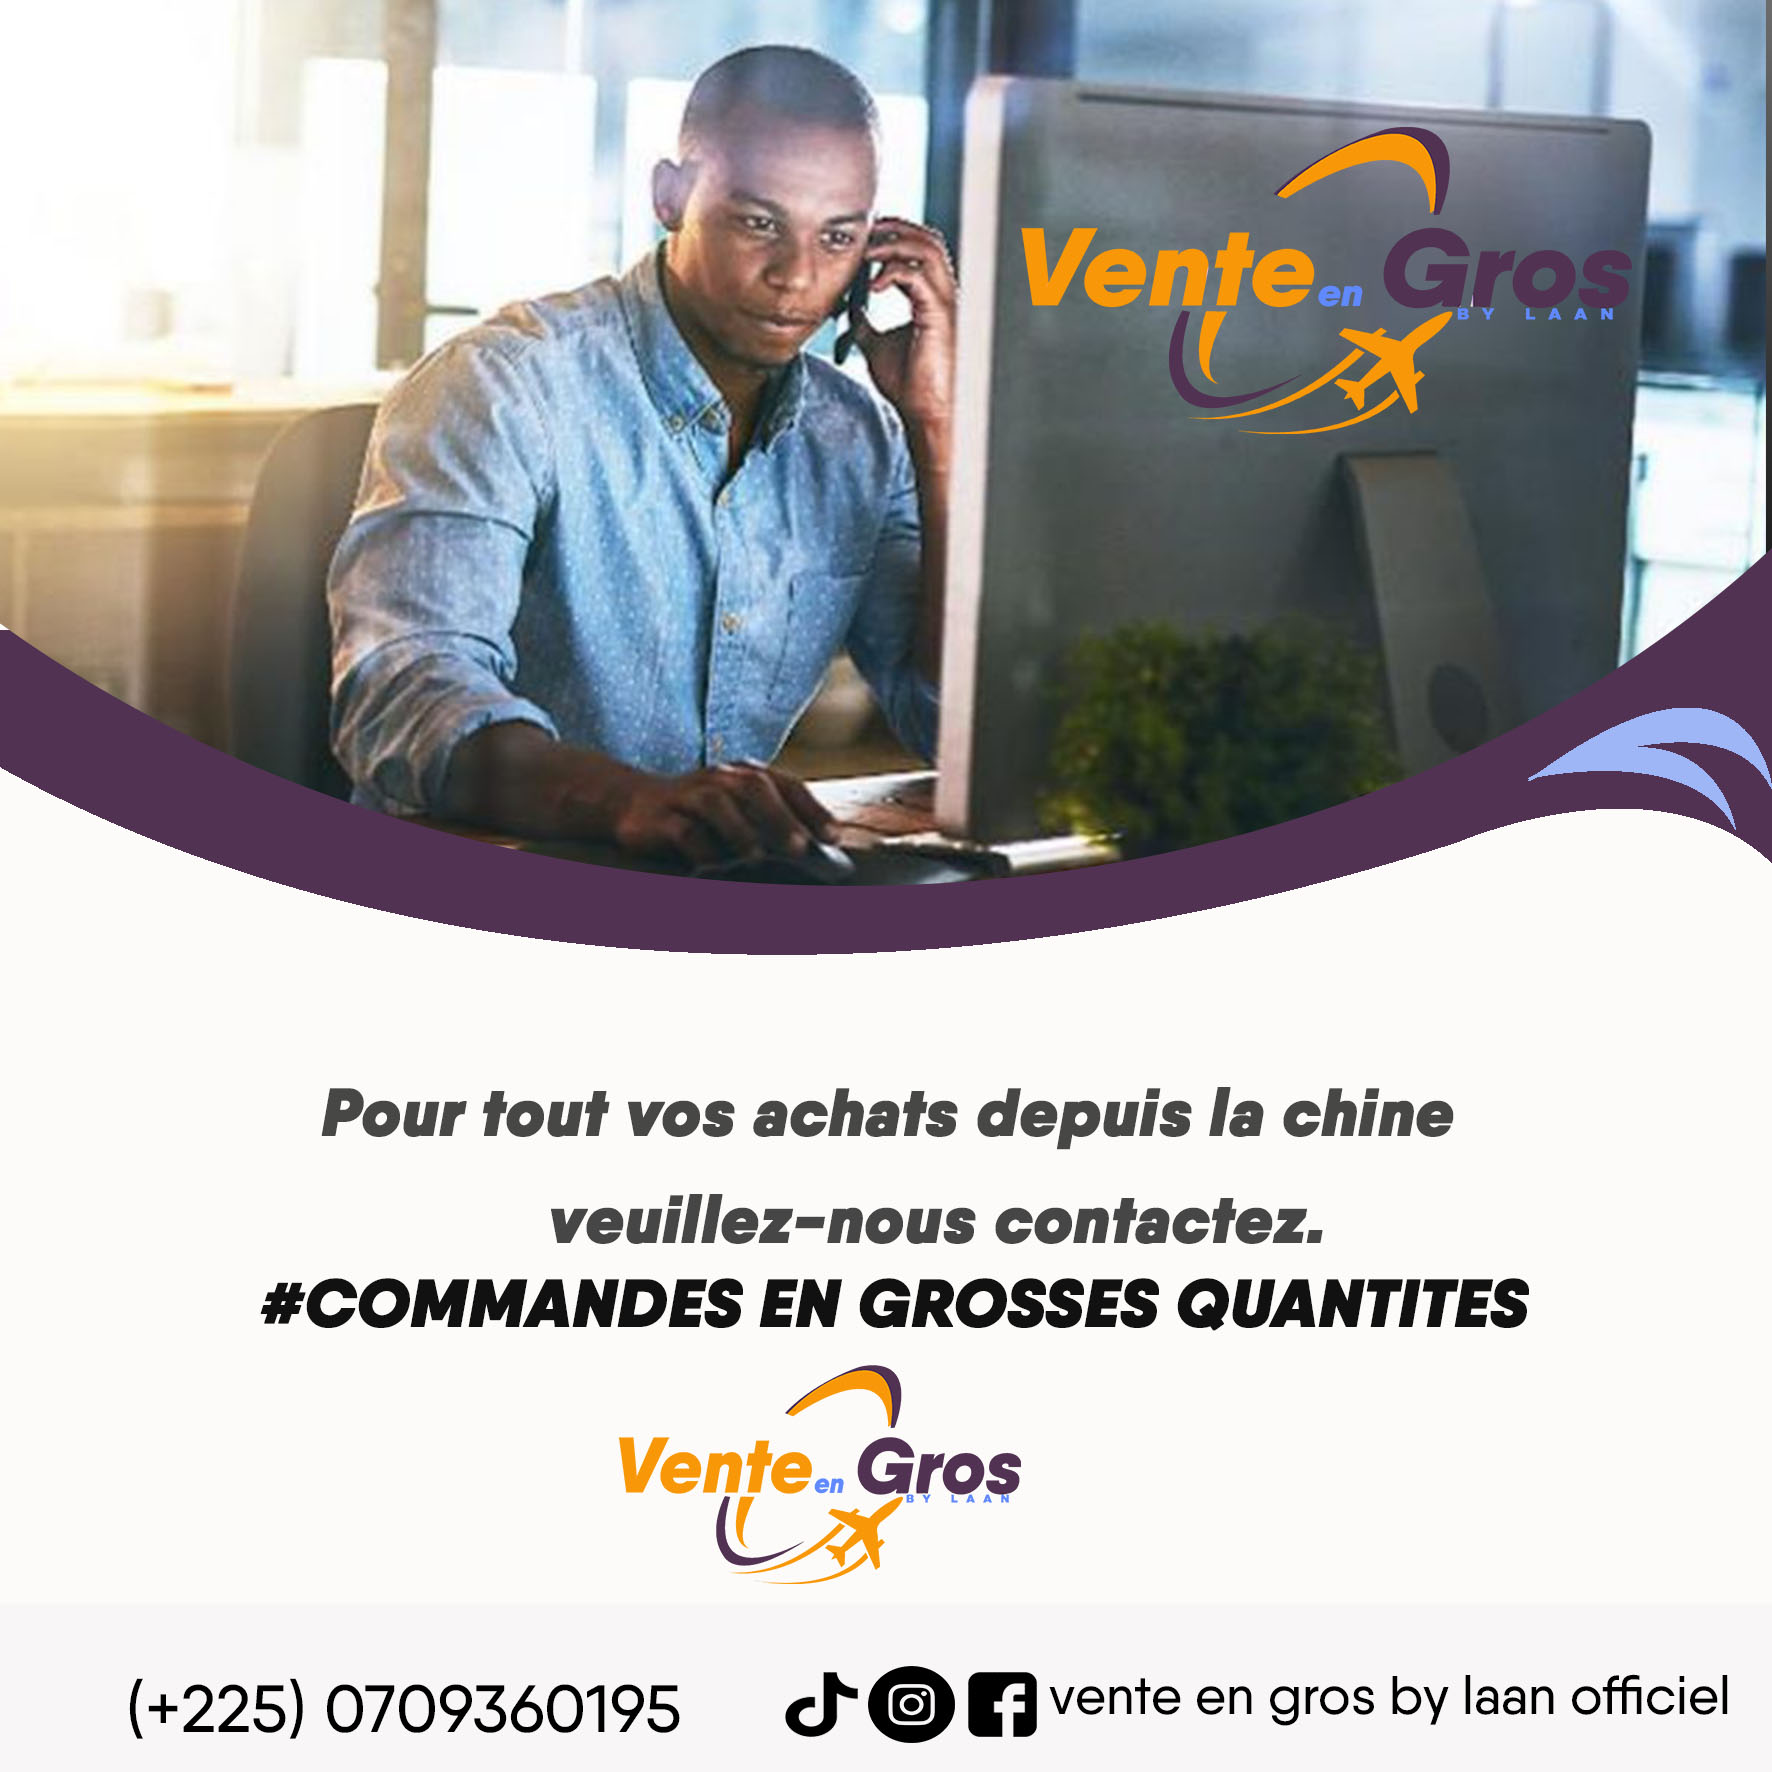 Vente en Gros
BY LAAN
Pour tout vos achats depuis la chine
veuillez-nous contactez.
#COMMANDES EN GROSSES QUANTITES
Vente en Gros
BY LAAN
(+225) 0709360195
vente en gros by laan officiel